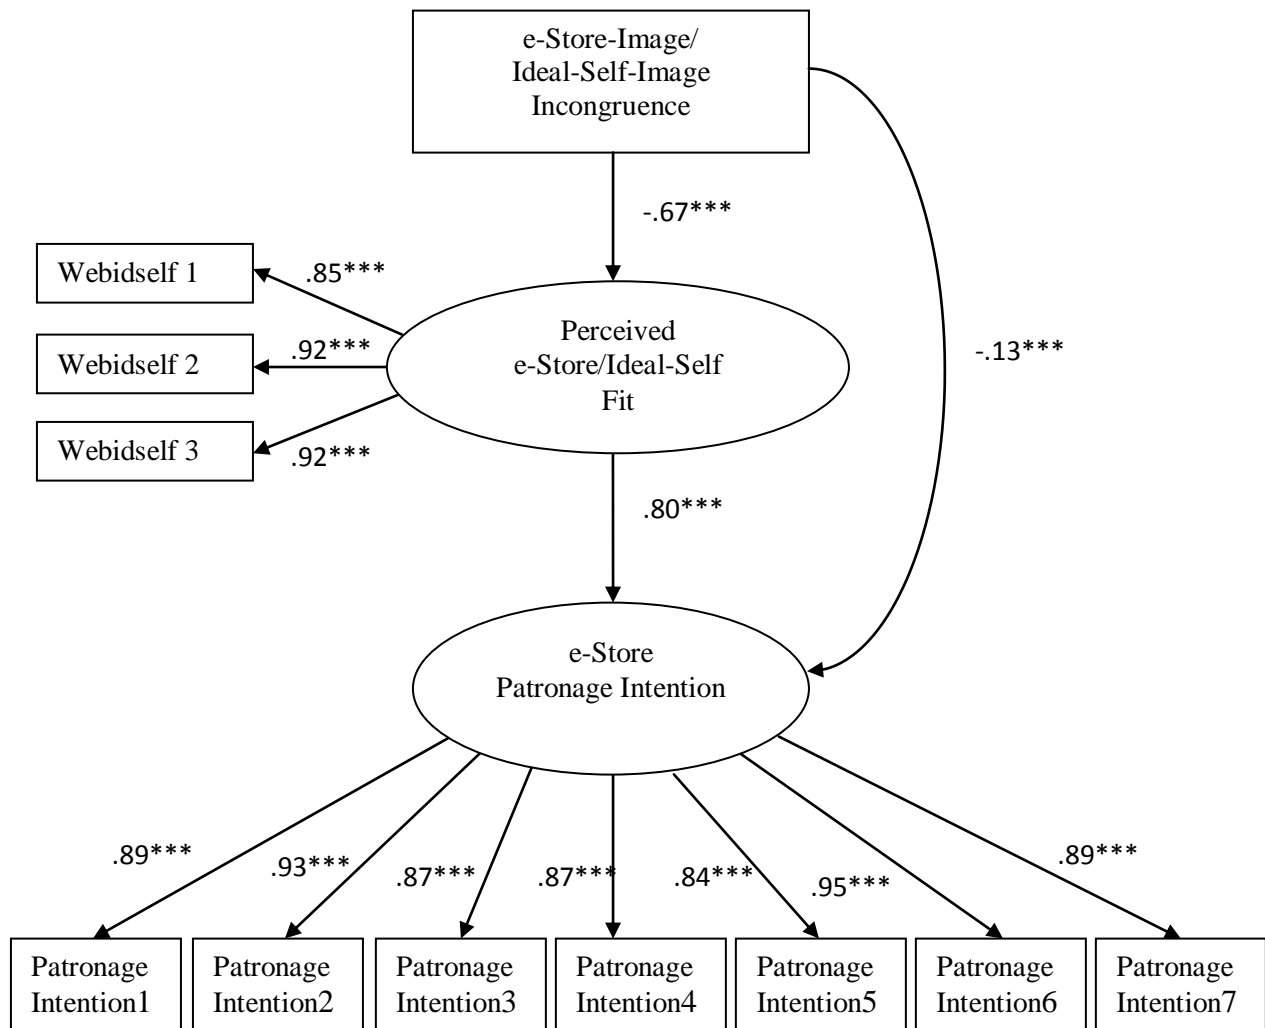 e-Store-Image/
Ideal-Self-Image
Incongruence
-.67***
-.13***
Webidself 1
.85***
Webidself 2
.92***
Webidself 3
.92***
Perceived
e-Store/Ideal-Self
Fit
.80***
e-Store
Patronage Intention
.89***
.93***
.87***
.87***
.84***
.95***
.89***
Patronage
Intention1
Patronage
Intention2
Patronage
Intention3
Patronage
Intention4
Patronage
Intention5
Patronage
Intention6
Patronage
Intention7